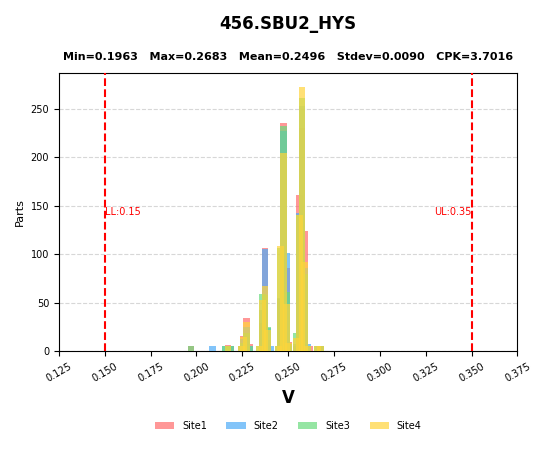 456.SBU2_HYS
Min=0.1963 Max=0.2683 Mean=0.2496 Stdev=0.0090 CPK=3.7016
250
200
150
100
50
0
Parts
LL:0.15
UL:0.35
0.125 0.150 0.175 0.200 0.225 0.250 0.275 0.300 0.325 0.350 0.375
V
Site1 Site2 Site3 Site4